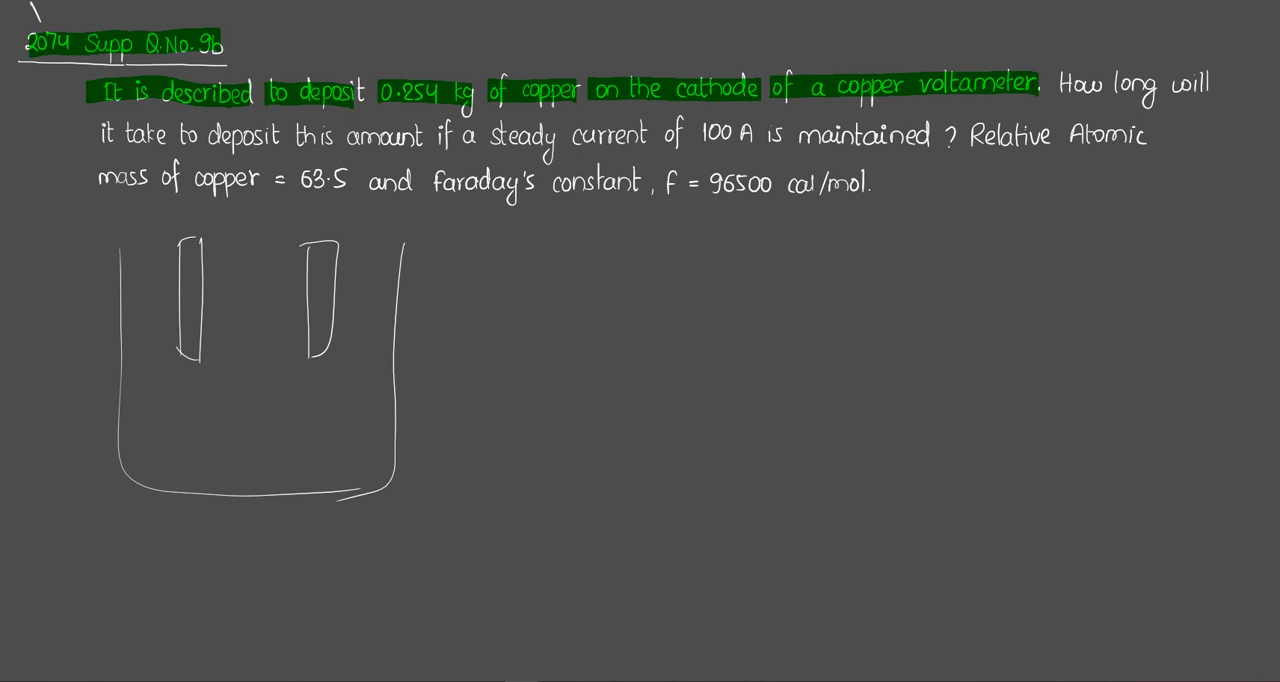 2074 Supp Q.No. 9b
It is described to deposit 0.254 kg of copper on the cathode of a copper voltameter. How long will
it take to deposit this amount if a steady current of 100 A is maintained ? Relative Atomic
mass of copper = 63.5 and faraday's constant, f = 96500 cal/mol.